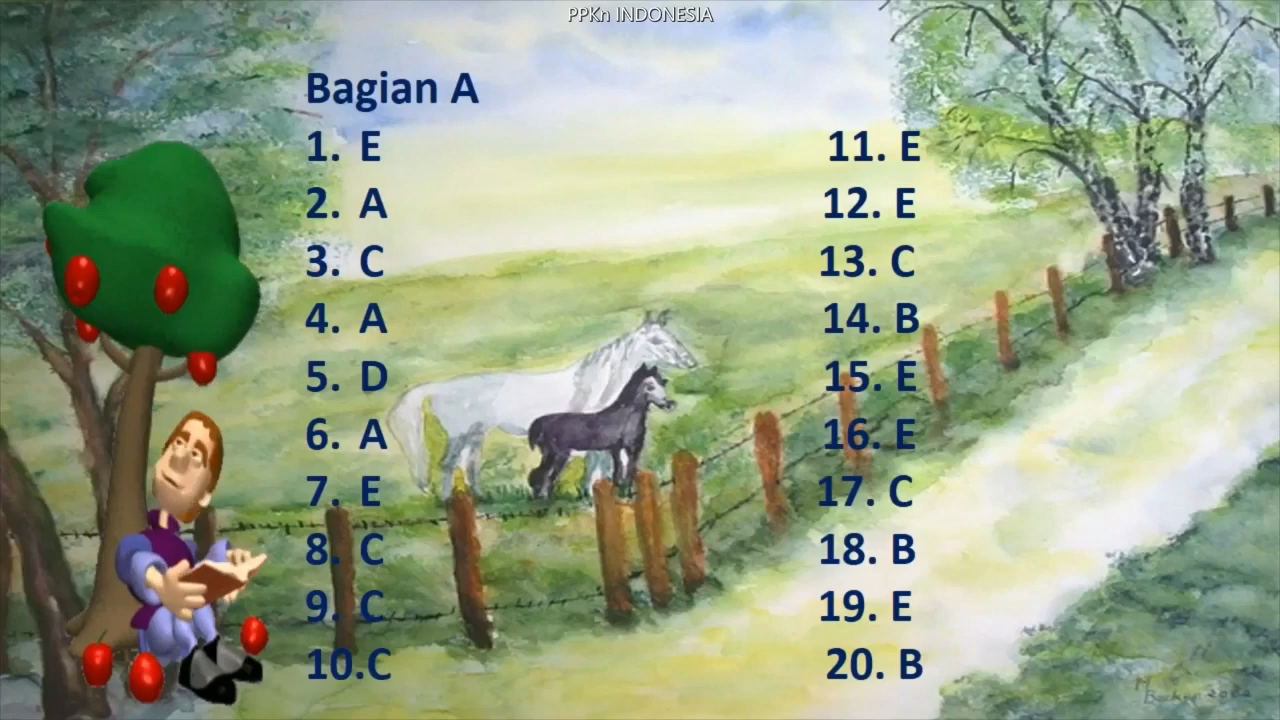 PPKn INDONESIA
Bagian A
1. E
2. A
3. C
4. A
5. D
6. A
7. E
8. C
9. C
10.C
11. E
12. E
13. C
14. B
15. E
16. E
17. C
18. B
19. E
20. B